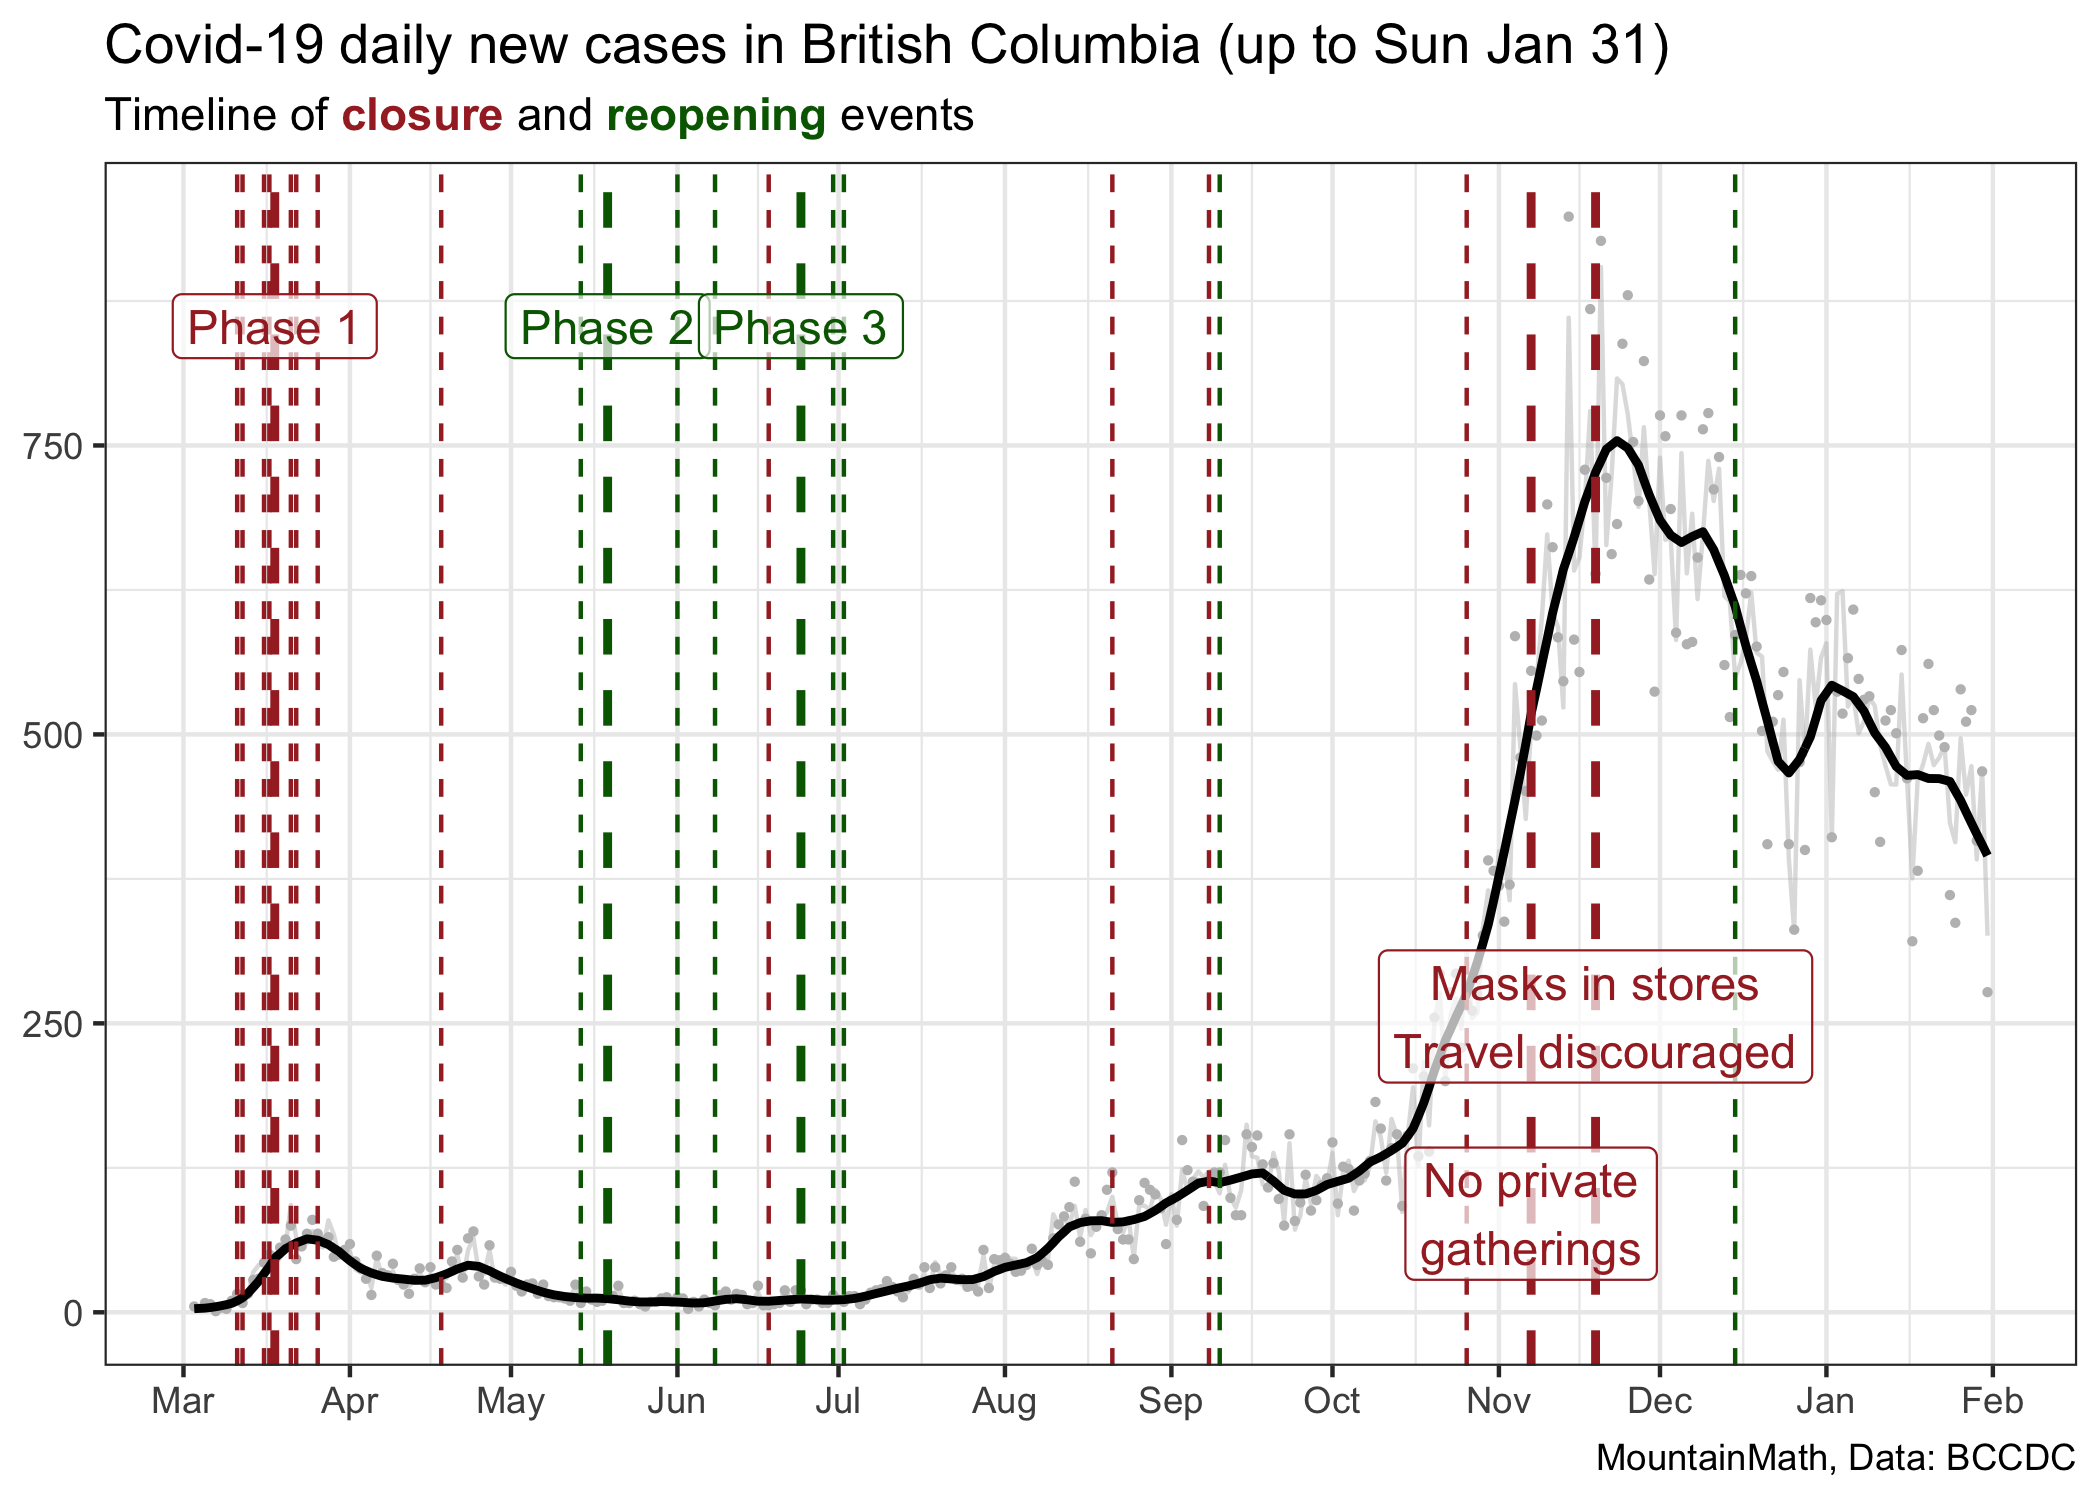 Covid-19 daily new cases in British Columbia (up to Sun Jan 31)
Timeline of closure and reopening events
Phase 1
Phase 2
Phase 3
750
500
250
0
Masks in stores
Travel discouraged
No private
gatherings
Mar Apr May Jun Jul Aug Sep Oct Nov Dec Jan Feb
MountainMath, Data: BCCDC